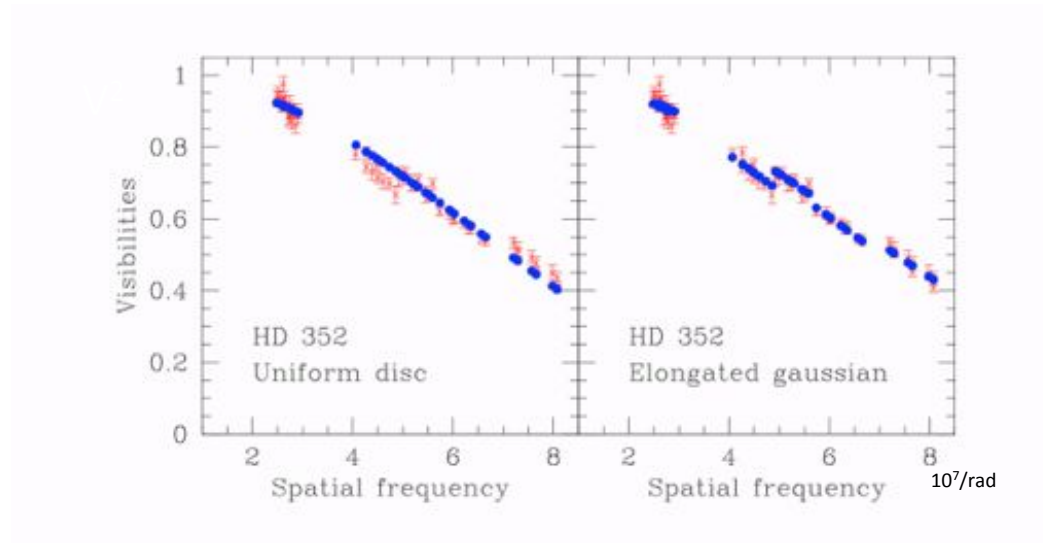 1
0.8
0.6
0.4
0.2
0
Visibilities
HD 352
Uniform disc
HD 352
Elongated gaussian
2 4 6 8 2 4 6 8
10⁷/rad
Spatial frequency Spatial frequency